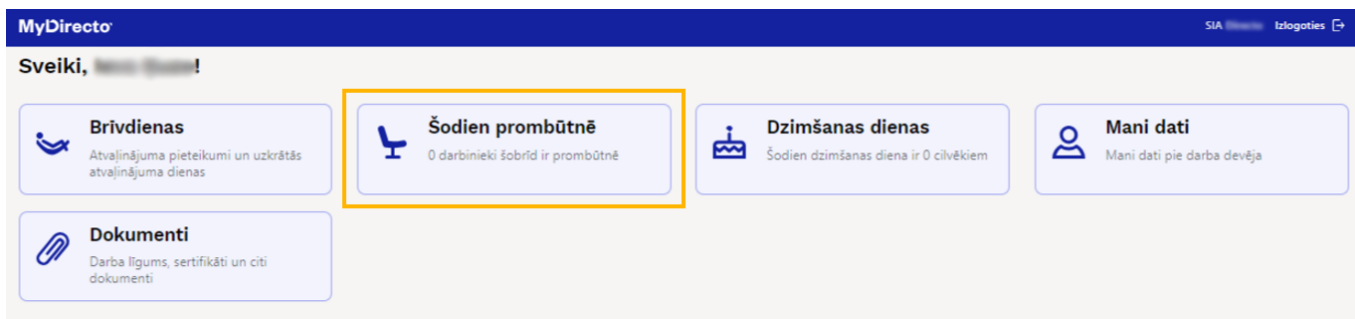 MyDirecto
SIA Izlogoties
Sveiki, !
Brīvdienas
Atvaļinājuma pieteikumi un uzkrātās
atvaļinājuma dienas
Šodien prombūtnē
0 darbinieki šobrīd ir prombūtnē
Dzimšanas dienas
Šodien dzimšanas diena ir 0 cilvēkiem
Mani dati
Mani dati pie darba devēja
Dokumenti
Darba līgums, sertifikāti un citi
dokumenti